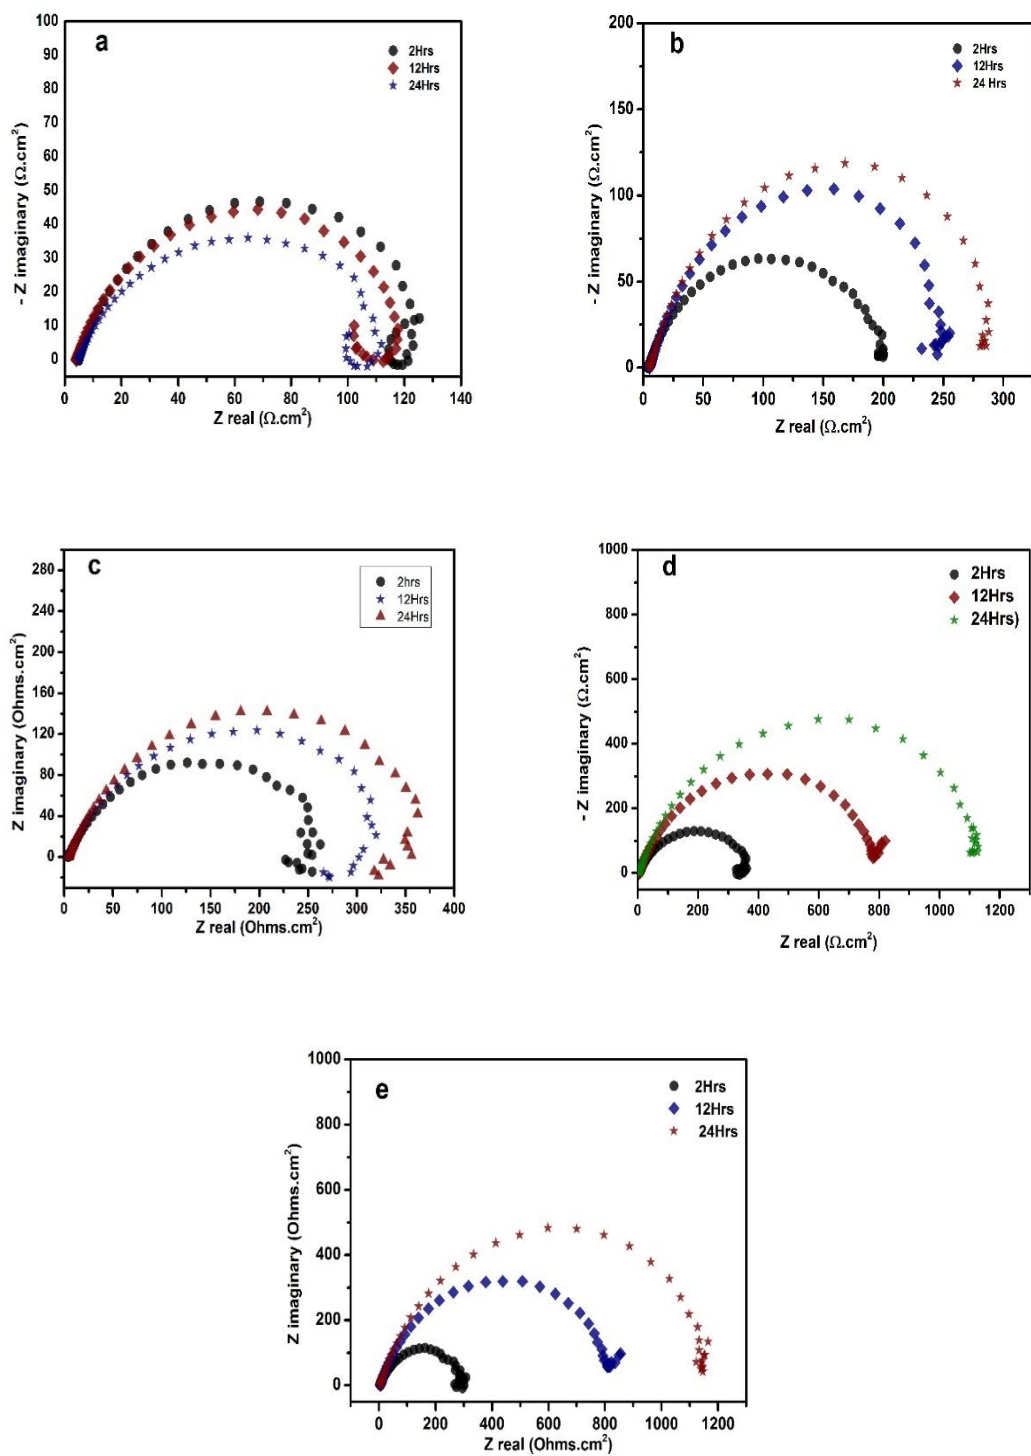 a
2Hrs
12Hrs
24Hrs
100
90
80
70
60
50
40
30
20
10
0
- Z imaginary (Ω.cm²)
0 20 40 60 80 100 120 140
Z real (Ω.cm²)
b
2Hrs
12Hrs
24 Hrs
200
150
100
50
0
- Z imaginary (Ω.cm²)
0 50 100 150 200 250 300
Z real (Ω.cm²)
c
2hrs
12Hrs
24Hrs
280
240
200
160
120
80
40
0
Z imaginary (Ohms.cm²)
0 50 100 150 200 250 300 350 400
Z real (Ohms.cm²)
d
2Hrs
12Hrs
24Hrs)
1000
800
600
400
200
0
- Z imaginary (Ω.cm²)
0 200 400 600 800 1000 1200
Z real (Ω.cm²)
e
2Hrs
12Hrs
24Hrs
1000
800
600
400
200
0
Z imaginary (Ohms.cm²)
0 200 400 600 800 1000 1200
Z real (Ohms.cm²)